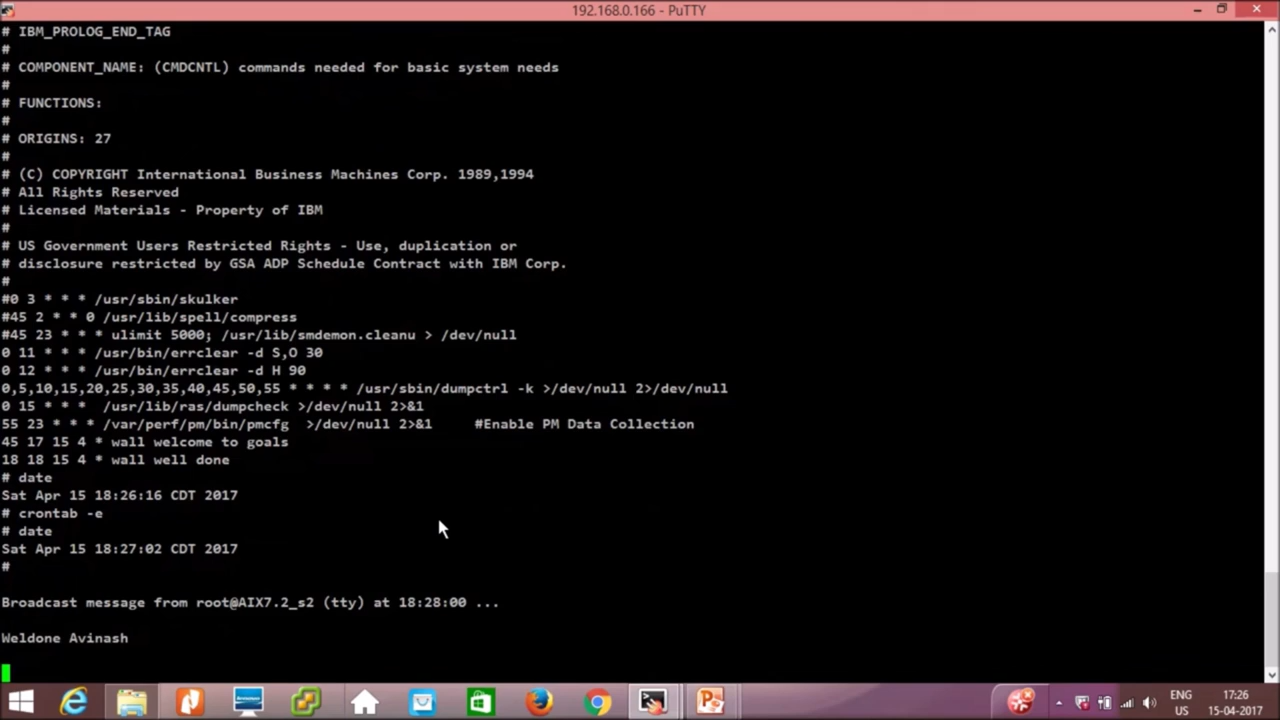 192.168.0.166 - PuTTY
# IBM_PROLOG_END_TAG
#
# COMPONENT_NAME: (CMDCNTL) commands needed for basic system needs
#
# FUNCTIONS:
#
# ORIGINS: 27
#
# (C) COPYRIGHT International Business Machines Corp. 1989,1994
# All Rights Reserved
# Licensed Materials - Property of IBM
#
# US Government Users Restricted Rights - Use, duplication or
# disclosure restricted by GSA ADP Schedule Contract with IBM Corp.
#
#0 3 * * * /usr/sbin/skulker
#45 2 * * 0 /usr/lib/spell/compress
#45 23 * * * ulimit 5000; /usr/lib/smdemon.cleanu > /dev/null
0 11 * * * /usr/bin/errclear -d S,O 30
0 12 * * * /usr/bin/errclear -d H 90
0,5,10,15,20,25,30,35,40,45,50,55 * * * * /usr/sbin/dumpctrl -k >/dev/null 2>/dev/null
0 15 * * *  /usr/lib/ras/dumpcheck >/dev/null 2>&1
55 23 * * * /var/perf/pm/bin/pmcfg  >/dev/null 2>&1     #Enable PM Data Collection
45 17 15 4 * wall welcome to goals
18 18 15 4 * wall well done
# date
Sat Apr 15 18:26:16 CDT 2017
# crontab -e
# date
Sat Apr 15 18:27:02 CDT 2017
#
Broadcast message from root@AIX7.2_s2 (tty) at 18:28:00 ...
Weldone Avinash
ENG 17:26
US 15-04-2017